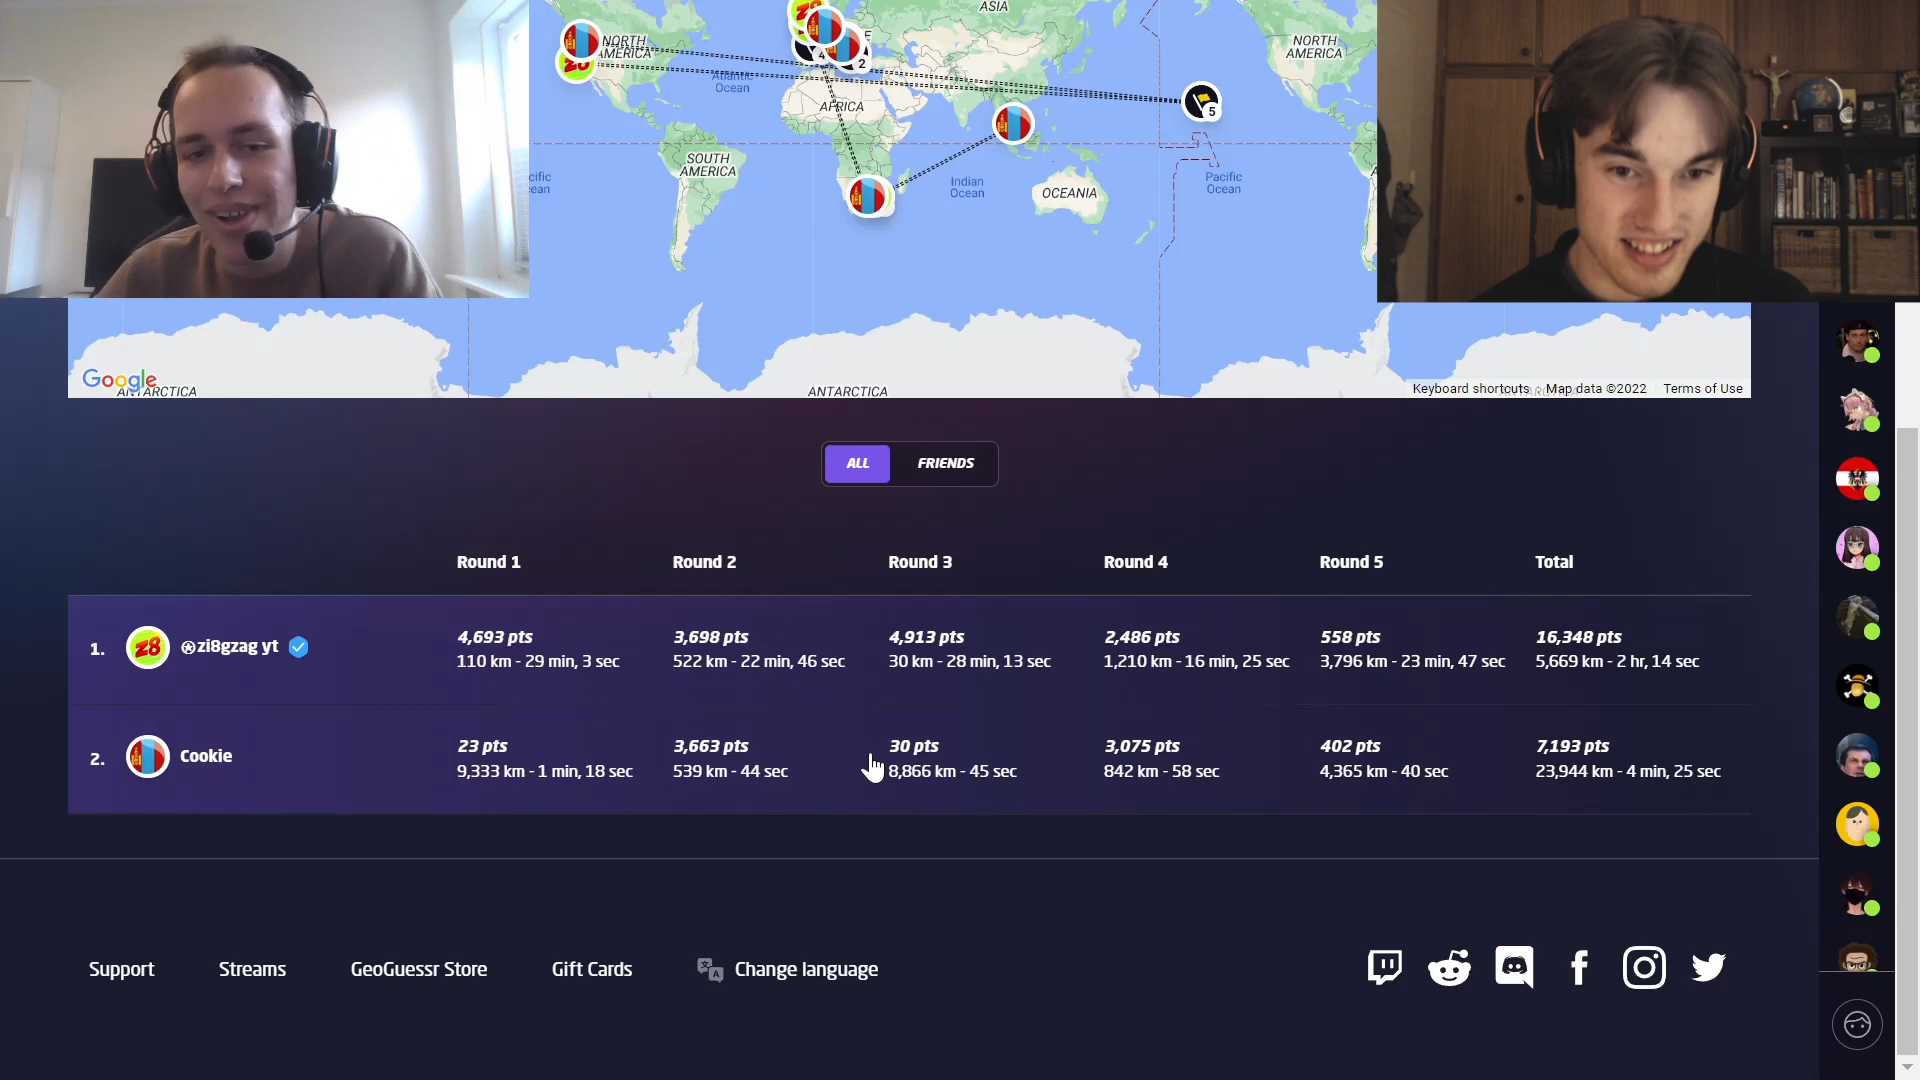 ASIA
NORTH
AMERICA
Z8
4
E
2
Atlantic
Ocean
AFRICA
5
NORTH
AMERICA
SOUTH
AMERICA
cific
ean
Indian
Ocean
OCEANIA
Pacific
Ocean
Google
ANTARCTICA
ANTARCTICA
Keyboard shortcuts
Map data ©2022
Terms of Use
ALL
FRIENDS
Round 1
Round 2
Round 3
Round 4
Round 5
Total
1.
Z8
zi8gzag yt
4,693 pts
3,698 pts
4,913 pts
2,486 pts
558 pts
16,348 pts
110 km - 29 min, 3 sec
522 km - 22 min, 46 sec
30 km - 28 min, 13 sec
1,210 km - 16 min, 25 sec
3,796 km - 23 min, 47 sec
5,669 km - 2 hr, 14 sec
2.
Cookie
23 pts
3,663 pts
30 pts
3,075 pts
402 pts
7,193 pts
9,333 km - 1 min, 18 sec
539 km - 44 sec
8,866 km - 45 sec
842 km - 58 sec
4,365 km - 40 sec
23,944 km - 4 min, 25 sec
Support
Streams
GeoGuessr Store
Gift Cards
Change language